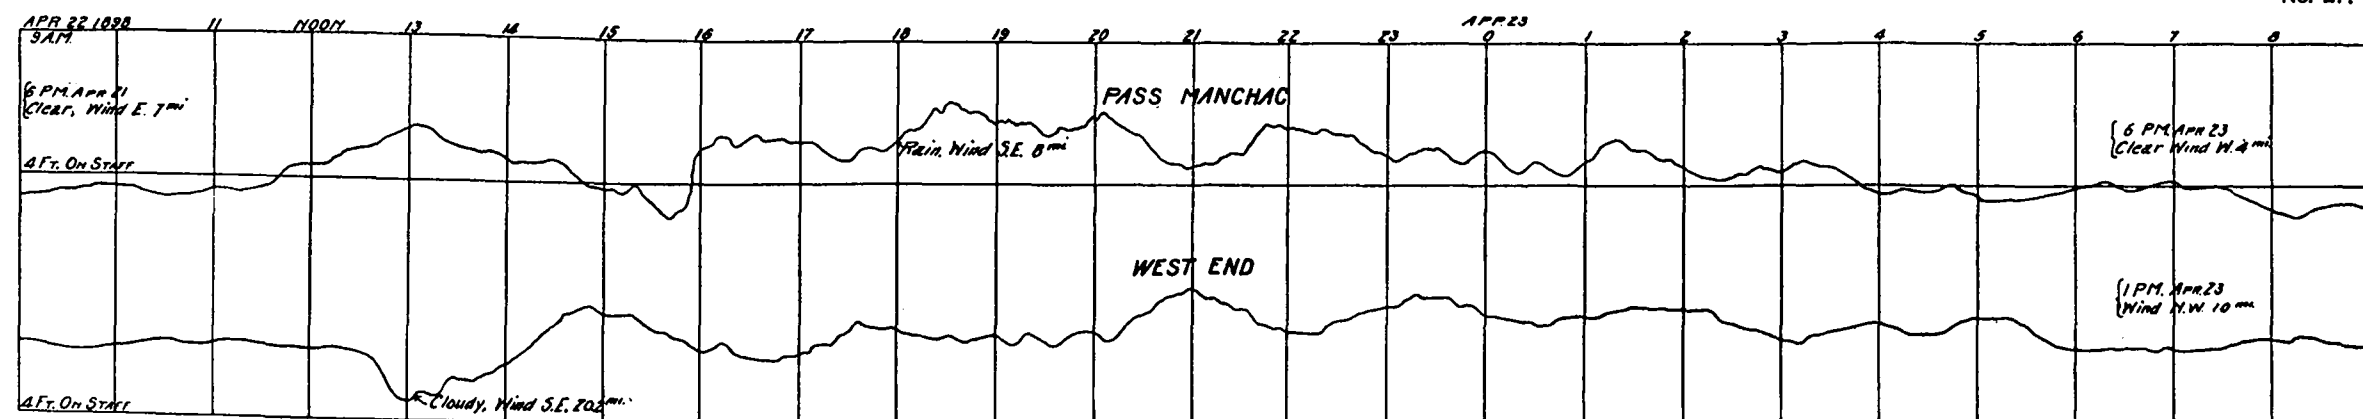 APR 22 1898 11 NOON 13 14 15 16 17 18 19 20 21 22 23 APR 23 0 1 2 3 4 5 6 7 8
9 A.M.
6 PM. APR 21
Clear, Wind E. 7 mi
PASS MANCHAC
Rain, Wind S.E. 8 mi
6 PM. APR 23
Clear Wind W. 4 mi
4 FT. ON STAFF
WEST END
1 PM. APR. 23
Wind N.W. 10 mi.
4 FT. ON STAFF
Cloudy, Wind S.E. 20.2 mi.